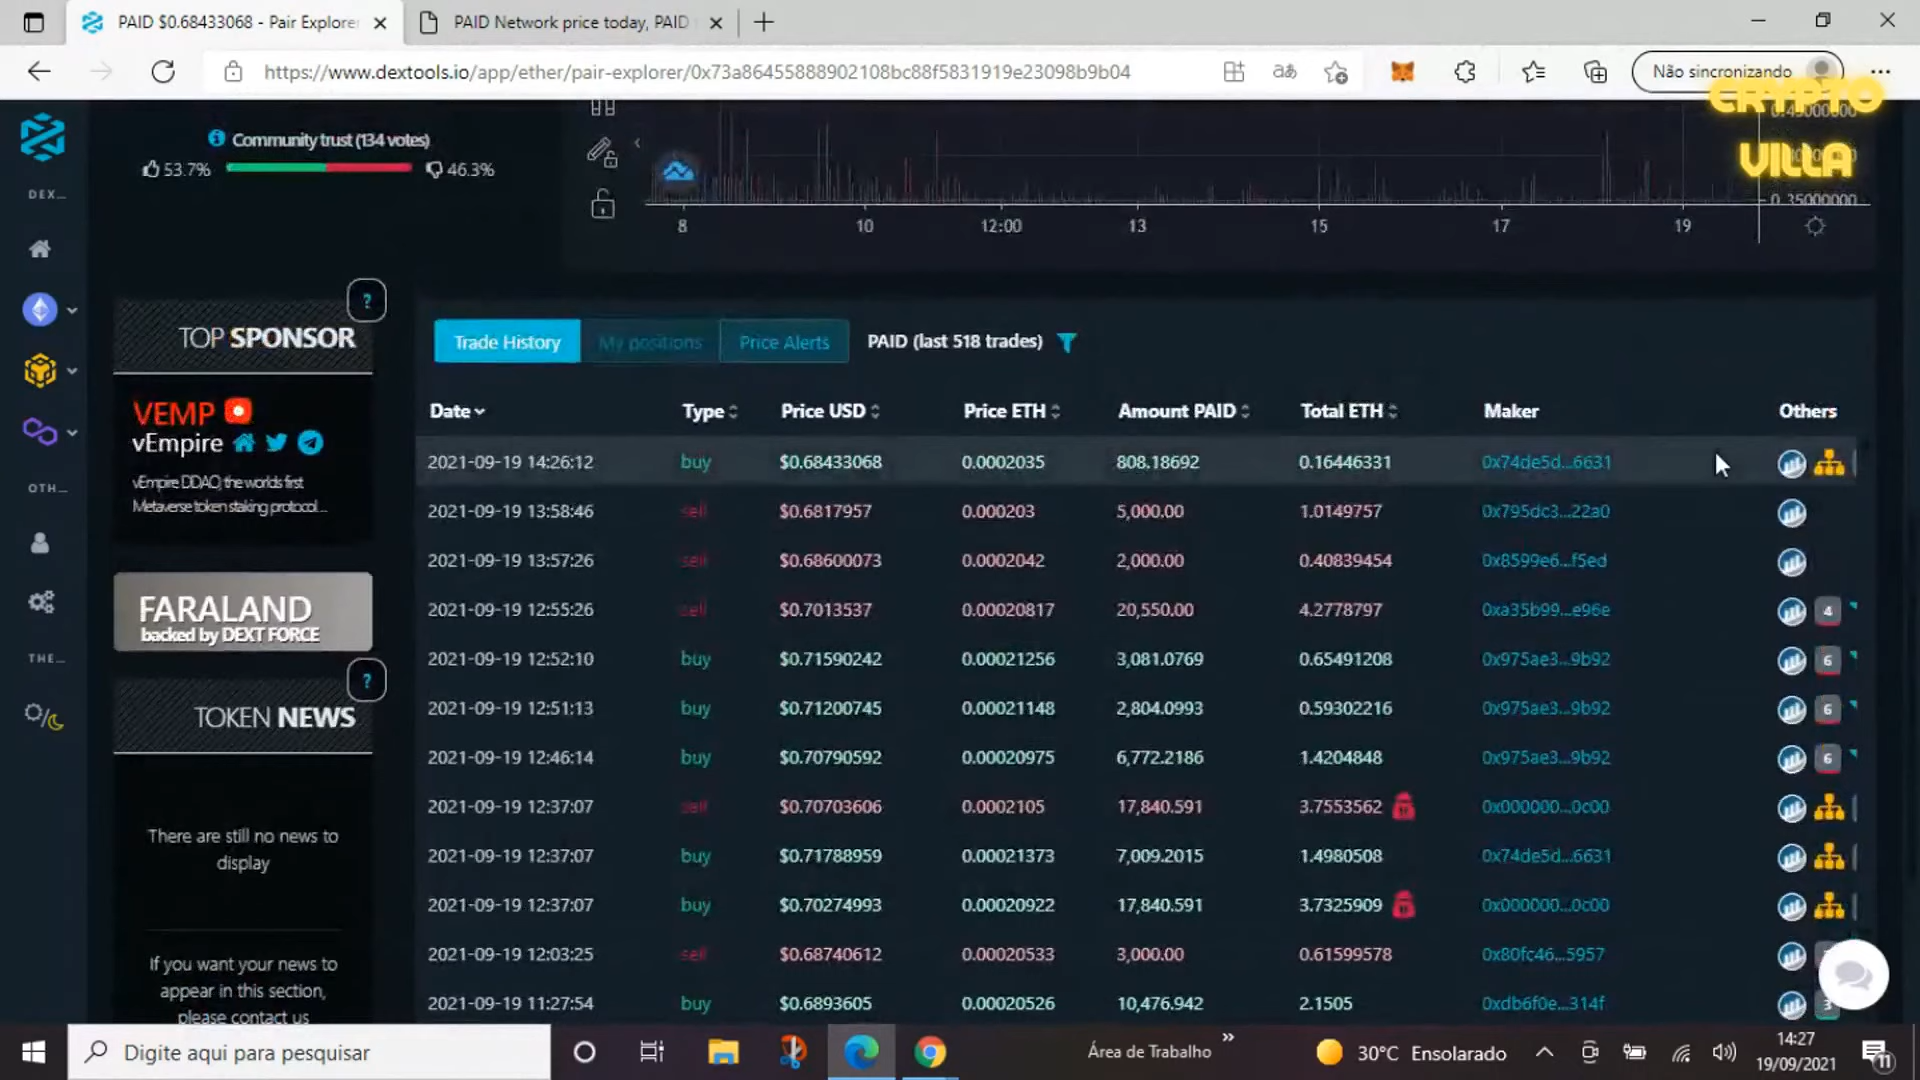 PAID $0.68433068 - Pair Explorer
PAID Network price today, PAID
https://www.dextools.io/app/ether/pair-explorer/0x73a86455888902108bc88f5831919e23098b9b04
Não sincronizando
CRYPTO
VILLA
Community trust (134 votes)
53.7%
46.3%
0.45000000
0.35000000
8 10 12:00 13 15 17 19
DEX...
OTH...
THE...
TOP SPONSOR
?
VEMP
vEmpire
vEmpire DDAO, the worlds first
Metaverse token staking protocol...
FARALAND
backed by DEXT FORCE
?
TOKEN NEWS
There are still no news to
display
If you want your news to
appear in this section,
please contact us
Trade History My positions Price Alerts PAID (last 518 trades)
Date Type Price USD Price ETH Amount PAID Total ETH Maker Others
2021-09-19 14:26:12 buy $0.68433068 0.0002035 808.18692 0.16446331 0x74de5d...6631
2021-09-19 13:58:46 sell $0.6817957 0.000203 5,000.00 1.0149757 0x795dc3...22a0
2021-09-19 13:57:26 sell $0.68600073 0.0002042 2,000.00 0.40839454 0x8599e6...f5ed
2021-09-19 12:55:26 sell $0.7013537 0.00020817 20,550.00 4.2778797 0xa35b99...e96e 4
2021-09-19 12:52:10 buy $0.71590242 0.00021256 3,081.0769 0.65491208 0x975ae3...9b92 6
2021-09-19 12:51:13 buy $0.71200745 0.00021148 2,804.0993 0.59302216 0x975ae3...9b92 6
2021-09-19 12:46:14 buy $0.70790592 0.00020975 6,772.2186 1.4204848 0x975ae3...9b92 6
2021-09-19 12:37:07 sell $0.70703606 0.0002105 17,840.591 3.7553562 0x000000...0c00
2021-09-19 12:37:07 buy $0.71788959 0.00021373 7,009.2015 1.4980508 0x74de5d...6631
2021-09-19 12:37:07 buy $0.70274993 0.00020922 17,840.591 3.7325909 0x000000...0c00
2021-09-19 12:03:25 sell $0.68740612 0.00020533 3,000.00 0.61599578 0x80fc46...5957
2021-09-19 11:27:54 buy $0.6893605 0.00020526 10,476.942 2.1505 0xdb6f0e...314f 3
Digite aqui para pesquisar
Área de Trabalho
30°C Ensolarado
14:27
19/09/2021
11